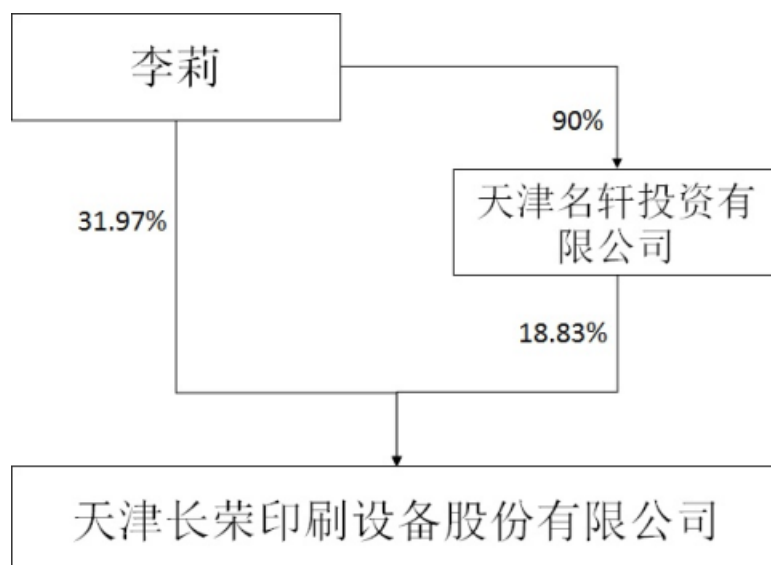 李莉
90%
31.97%
天津名轩投资有
限公司
18.83%
天津长荣印刷设备股份有限公司